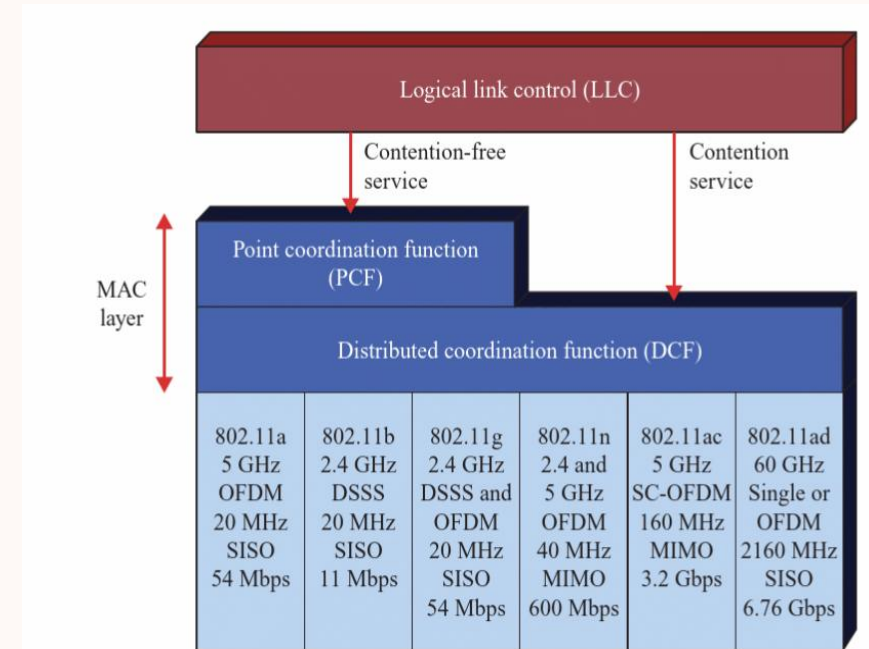 Logical link control (LLC)
Contention-free
service
Contention
service
Point coordination function
(PCF)
MAC
layer
Distributed coordination function (DCF)
802.11a
5 GHz
OFDM
20 MHz
SISO
54 Mbps
802.11b
2.4 GHz
DSSS
20 MHz
SISO
11 Mbps
802.11g
2.4 GHz
DSSS and
OFDM
20 MHz
SISO
54 Mbps
802.11n
2.4 and
5 GHz
OFDM
40 MHz
MIMO
600 Mbps
802.11ac
5 GHz
SC-OFDM
160 MHz
MIMO
3.2 Gbps
802.11ad
60 GHz
Single or
OFDM
2160 MHz
SISO
6.76 Gbps